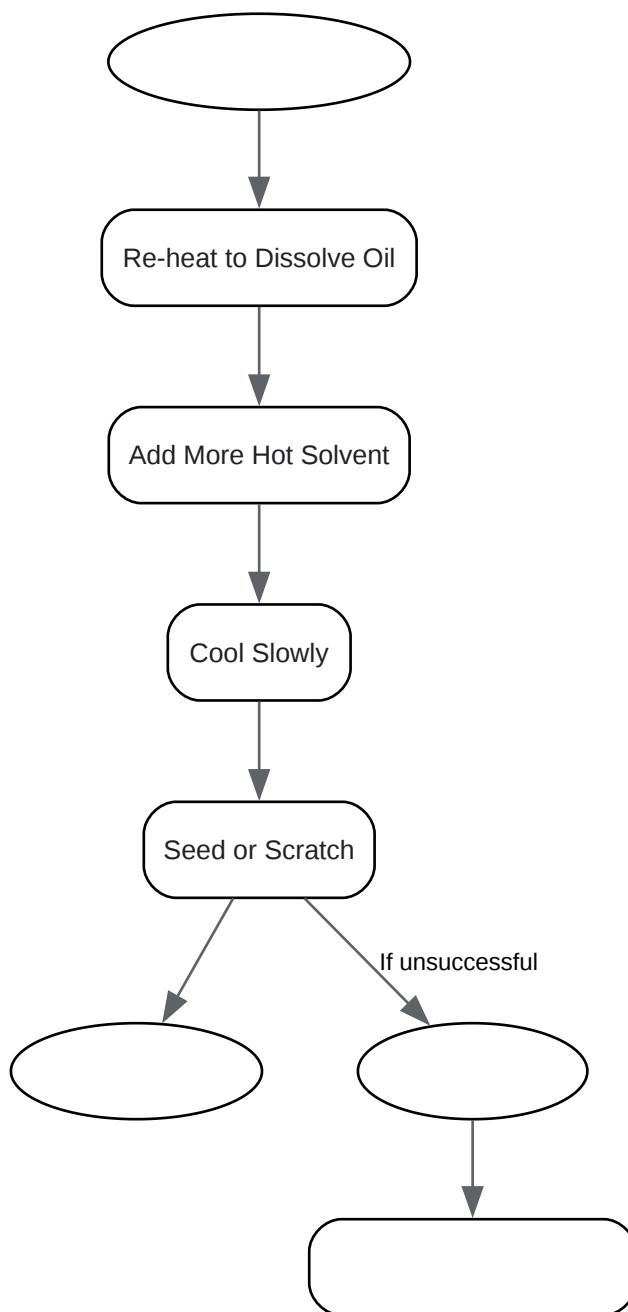 Re-heat to Dissolve Oil
Add More Hot Solvent
Cool Slowly
Seed or Scratch
If unsuccessful